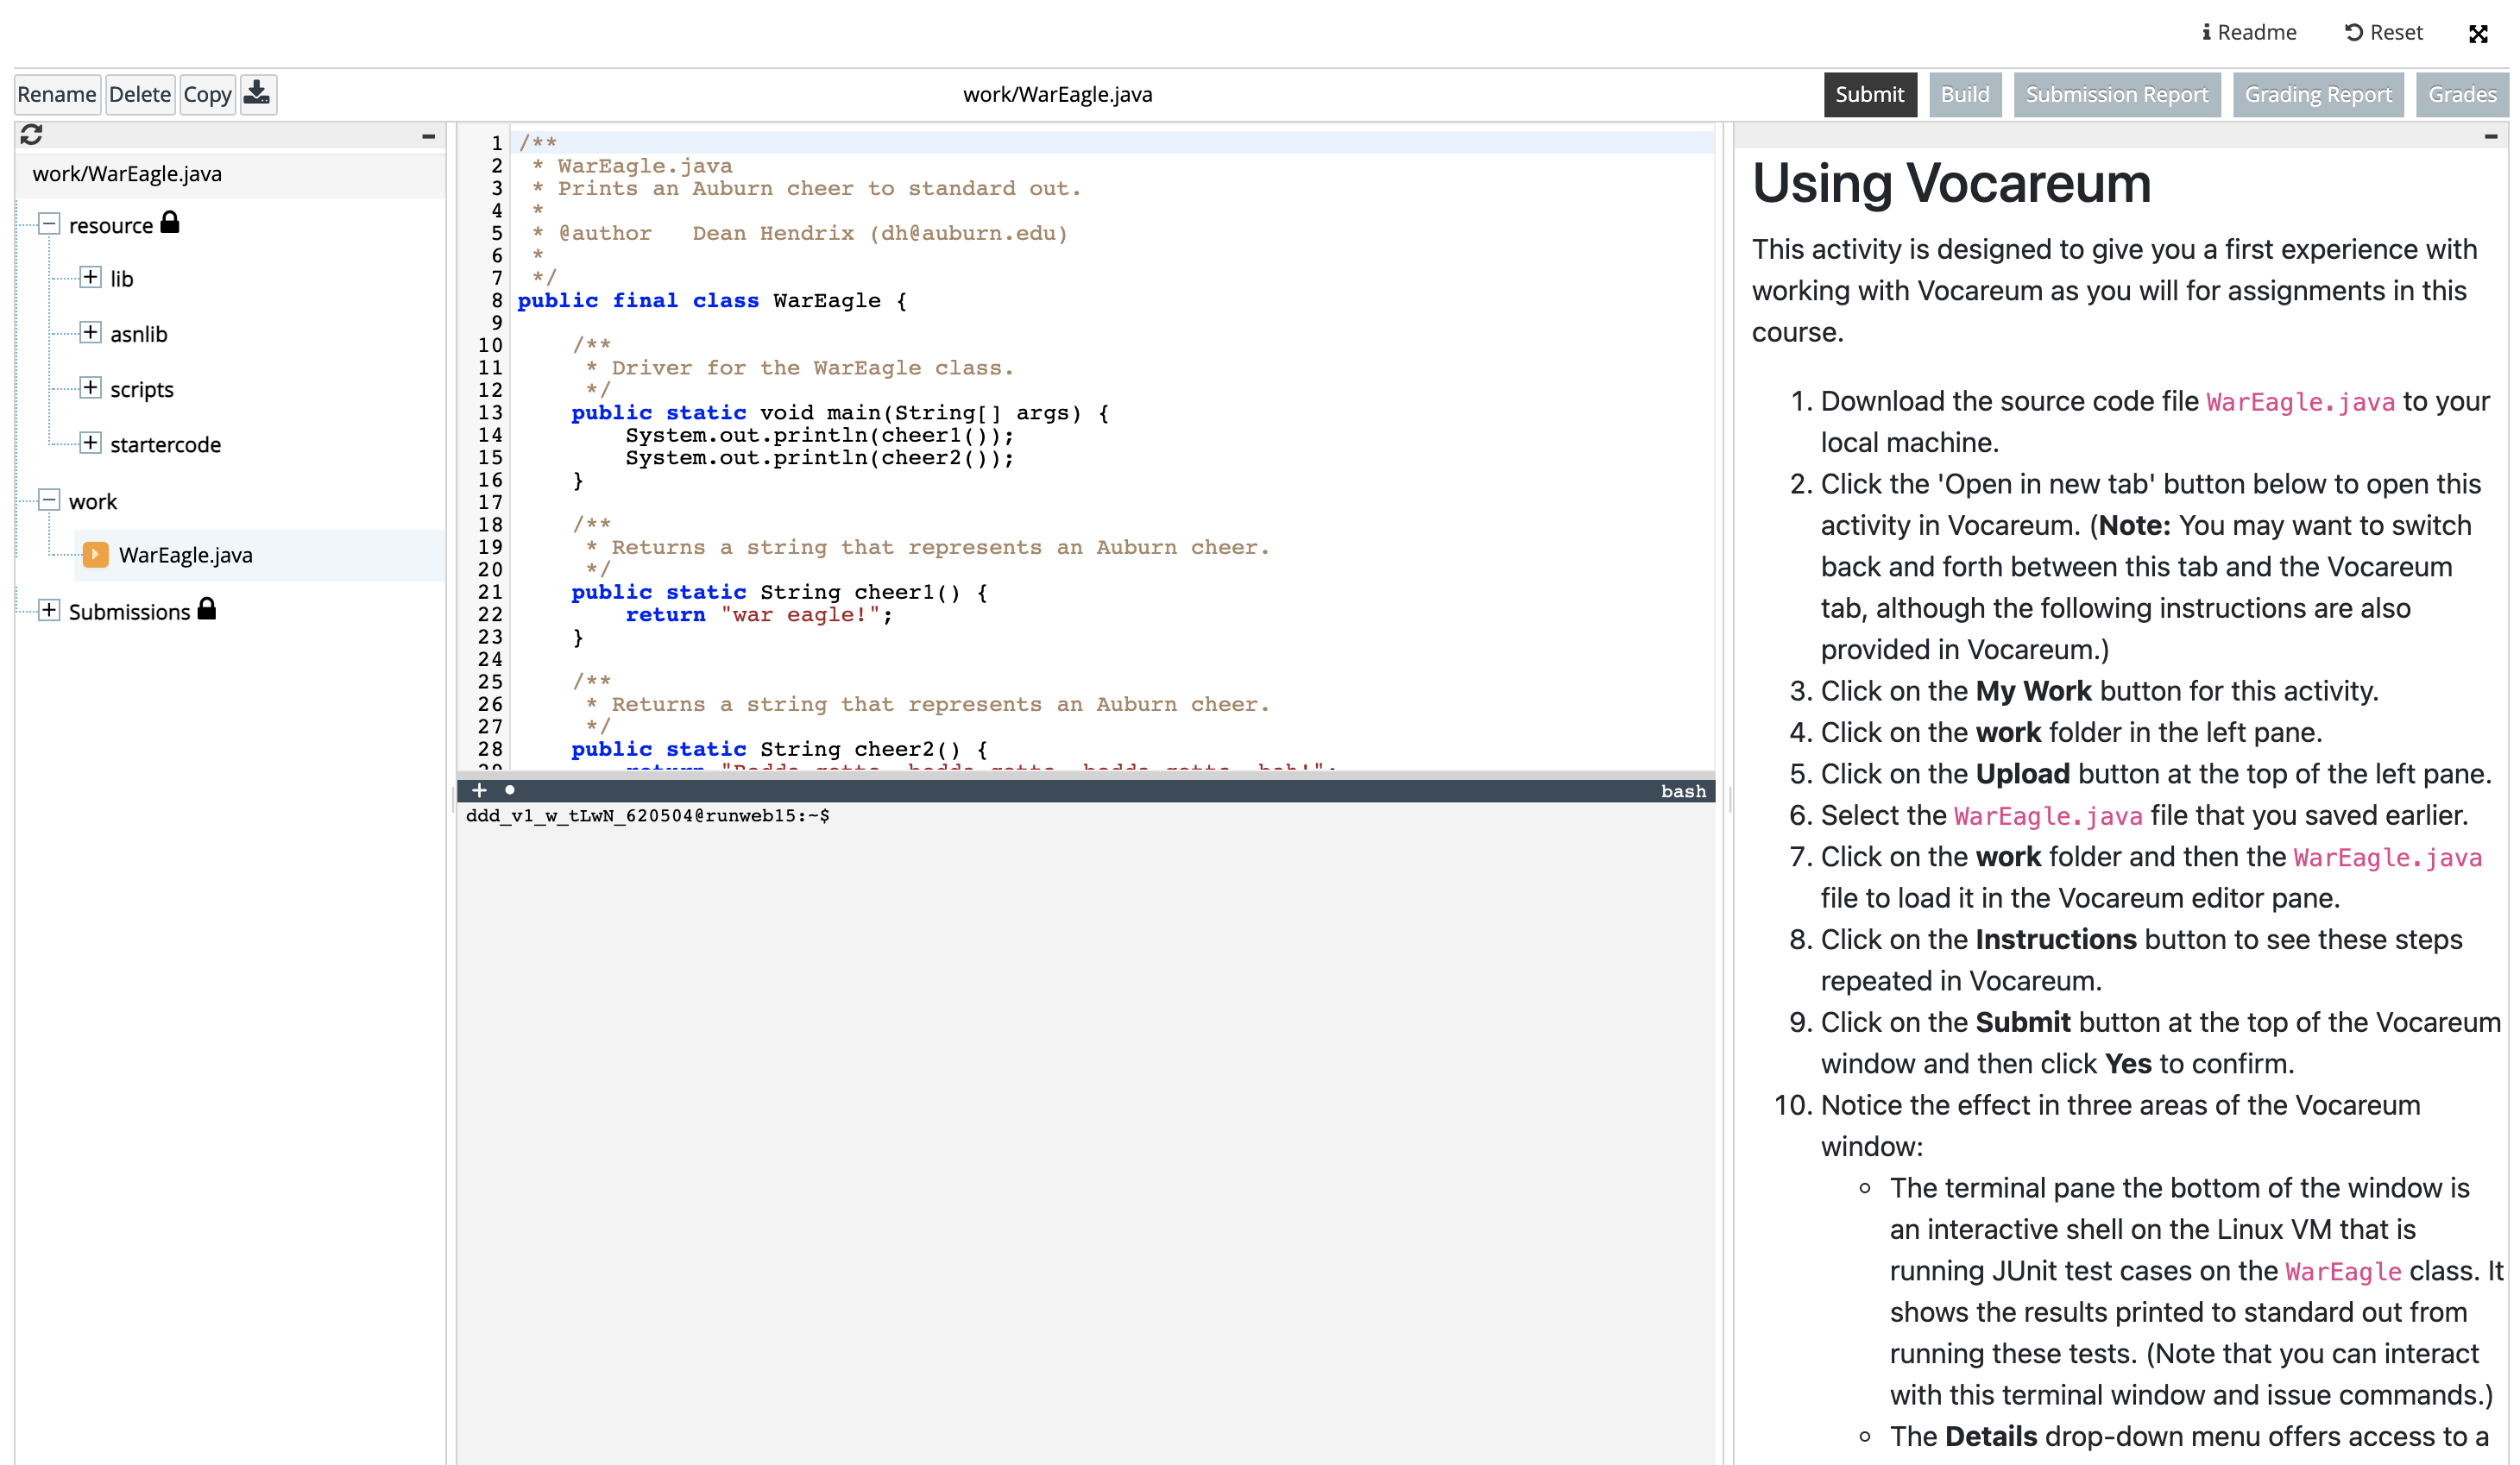 Readme Reset
Rename Delete Copy
work/WarEagle.java
Submit Build Submission Report Grading Report Grades
work/WarEagle.java
resource
lib
asnlib
scripts
startercode
work
WarEagle.java
Submissions
1 /**
2  * WarEagle.java
3  * Prints an Auburn cheer to standard out.
4  *
5  * @author   Dean Hendrix (dh@auburn.edu)
6  *
7  */
8 public final class WarEagle {
9
10     /**
11      * Driver for the WarEagle class.
12      */
13     public static void main(String[] args) {
14         System.out.println(cheer1());
15         System.out.println(cheer2());
16     }
17
18     /**
19      * Returns a string that represents an Auburn cheer.
20      */
21     public static String cheer1() {
22         return "war eagle!";
23     }
24
25     /**
26      * Returns a string that represents an Auburn cheer.
27      */
28     public static String cheer2() {
+ bash
ddd_v1_w_tLwN_620504@runweb15:~$
Using Vocareum
This activity is designed to give you a first experience with
working with Vocareum as you will for assignments in this
course.
1. Download the source code file WarEagle.java to your
local machine.
2. Click the 'Open in new tab' button below to open this
activity in Vocareum. (Note: You may want to switch
back and forth between this tab and the Vocareum
tab, although the following instructions are also
provided in Vocareum.)
3. Click on the My Work button for this activity.
4. Click on the work folder in the left pane.
5. Click on the Upload button at the top of the left pane.
6. Select the WarEagle.java file that you saved earlier.
7. Click on the work folder and then the WarEagle.java
file to load it in the Vocareum editor pane.
8. Click on the Instructions button to see these steps
repeated in Vocareum.
9. Click on the Submit button at the top of the Vocareum
window and then click Yes to confirm.
10. Notice the effect in three areas of the Vocareum
window:
The terminal pane the bottom of the window is
an interactive shell on the Linux VM that is
running JUnit test cases on the WarEagle class. It
shows the results printed to standard out from
running these tests. (Note that you can interact
with this terminal window and issue commands.)
The Details drop-down menu offers access to a